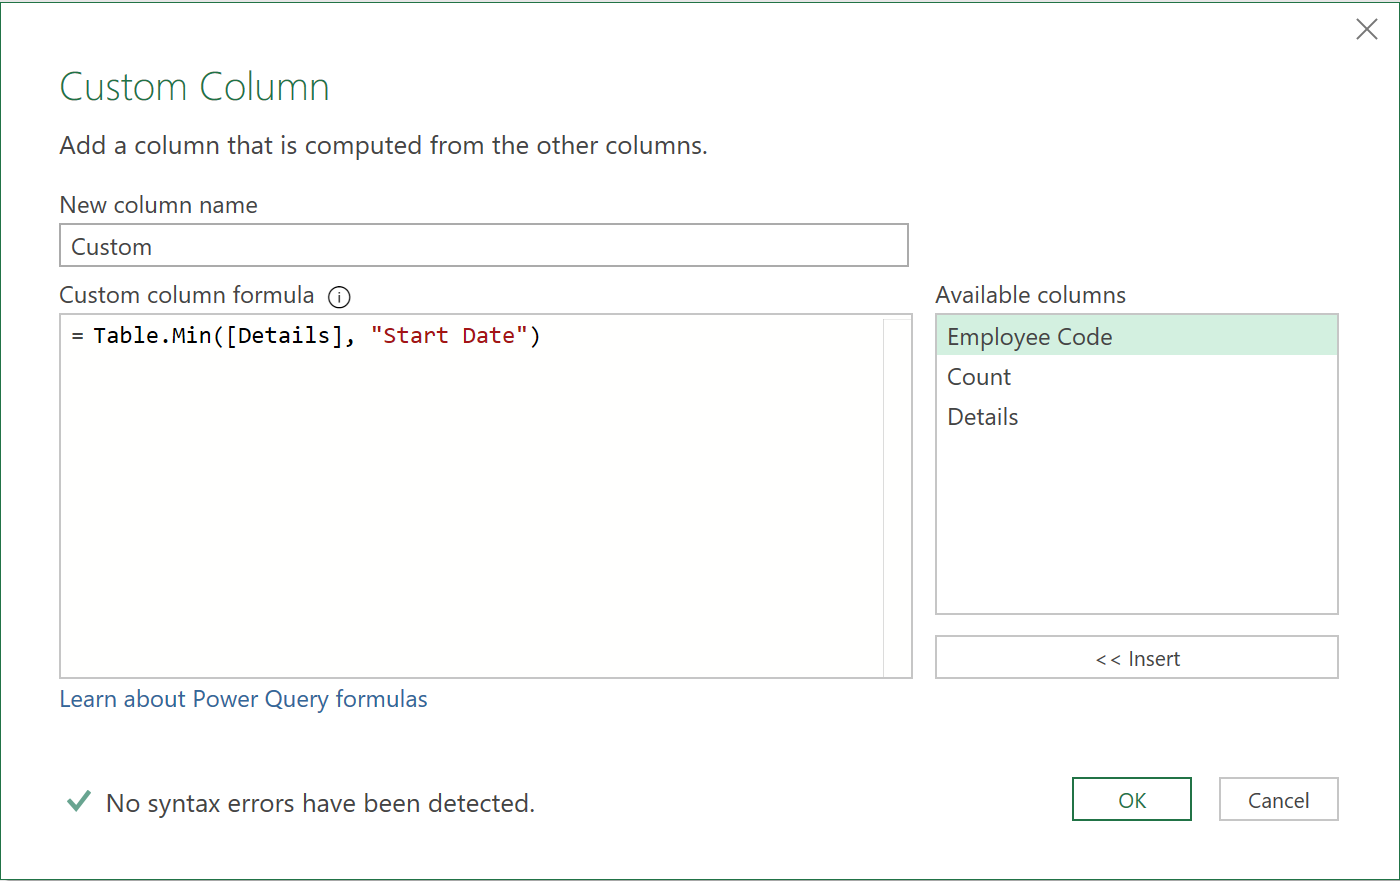 Custom Column
Add a column that is computed from the other columns.
New column name
Custom
Custom column formula
= Table.Min([Details], "Start Date")
Available columns
Employee Code
Count
Details
<< Insert
Learn about Power Query formulas
No syntax errors have been detected.
OK
Cancel